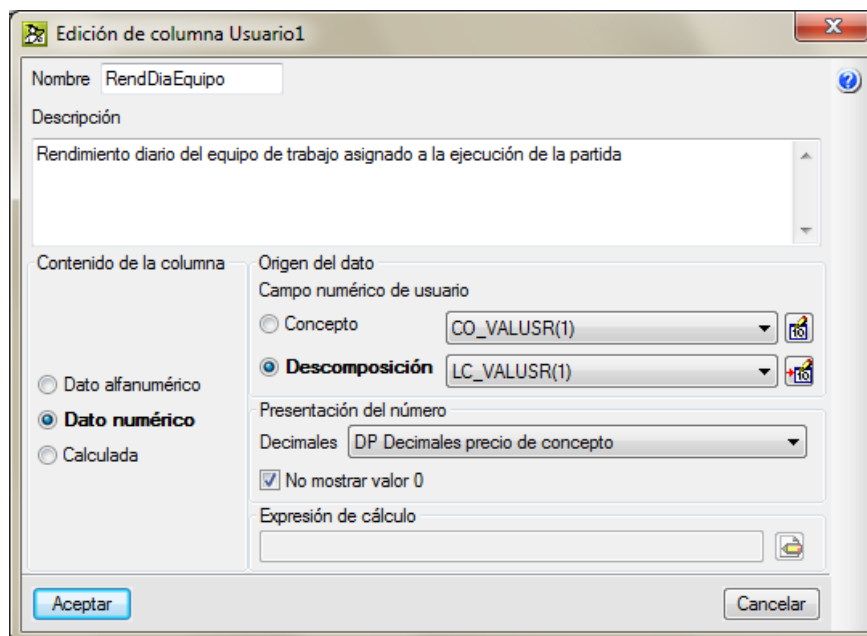 Edición de columna Usuario1
Nombre RendDiaEquipo
Descripción
Rendimiento diario del equipo de trabajo asignado a la ejecución de la partida
Contenido de la columna
Dato alfanumérico
Dato numérico
Calculada
Origen del dato
Campo numérico de usuario
Concepto CO_VALUSR(1)
Descomposición LC_VALUSR(1)
Presentación del número
Decimales DP Decimales precio de concepto
No mostrar valor 0
Expresión de cálculo
Aceptar Cancelar